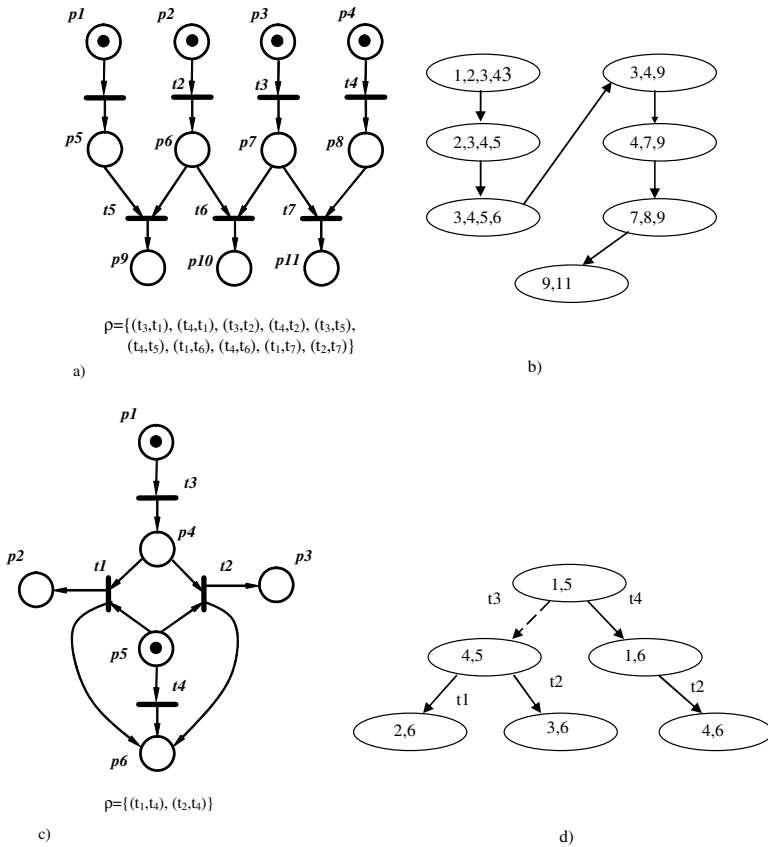 p1 p2 p3 p4
t2 t3 t4
p5 p6 p7 p8
t5 t6 t7
p9 p10 p11
ρ={(t₃,t₁), (t₄,t₁), (t₃,t₂), (t₄,t₂), (t₃,t₅),
(t₄,t₅), (t₁,t₆), (t₄,t₆), (t₁,t₇), (t₂,t₇)}
a)
1,2,3,43
3,4,9
2,3,4,5
4,7,9
3,4,5,6
7,8,9
9,11
b)
p1
t3
p4
p2 t1 t2 p3
p5
t4
p6
ρ={(t₁,t₄), (t₂,t₄)}
c)
1,5
t3 t4
4,5 1,6
t1 t2 t2
2,6 3,6 4,6
d)